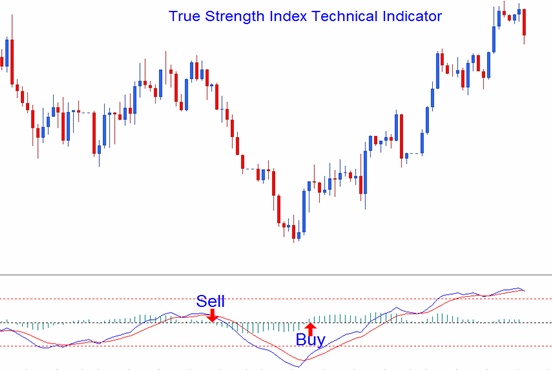 True Strength Index Technical Indicator
Sell
Buy